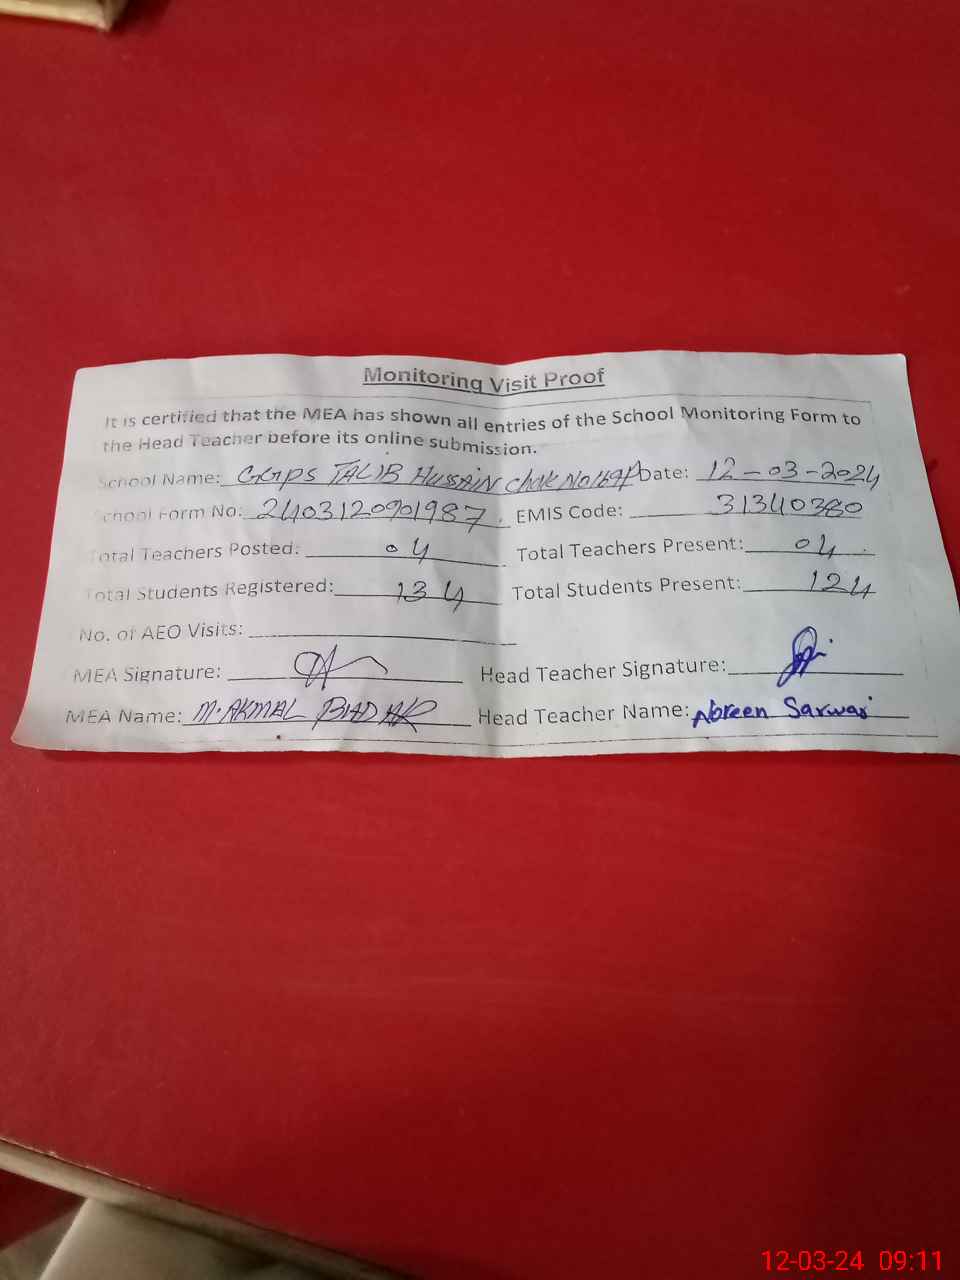 Monitoring Visit Proof
It is certified that the MEA has shown all entries of the School Monitoring Form to
the Head Teacher before its online submission.
School Name: GGPS TALIB HUSSAIN chak No 169P Date: 12-03-2024
School Form No: 2403120901987. EMIS Code: 31340380
Total Teachers Posted: 04 Total Teachers Present: 04
Total Students Registered: 134 Total Students Present: 124
No. of AEO Visits:
MEA Signature: Head Teacher Signature:
MEA Name: M. AKMAL Head Teacher Name: Noreen Sarwar
12-03-24 09:11